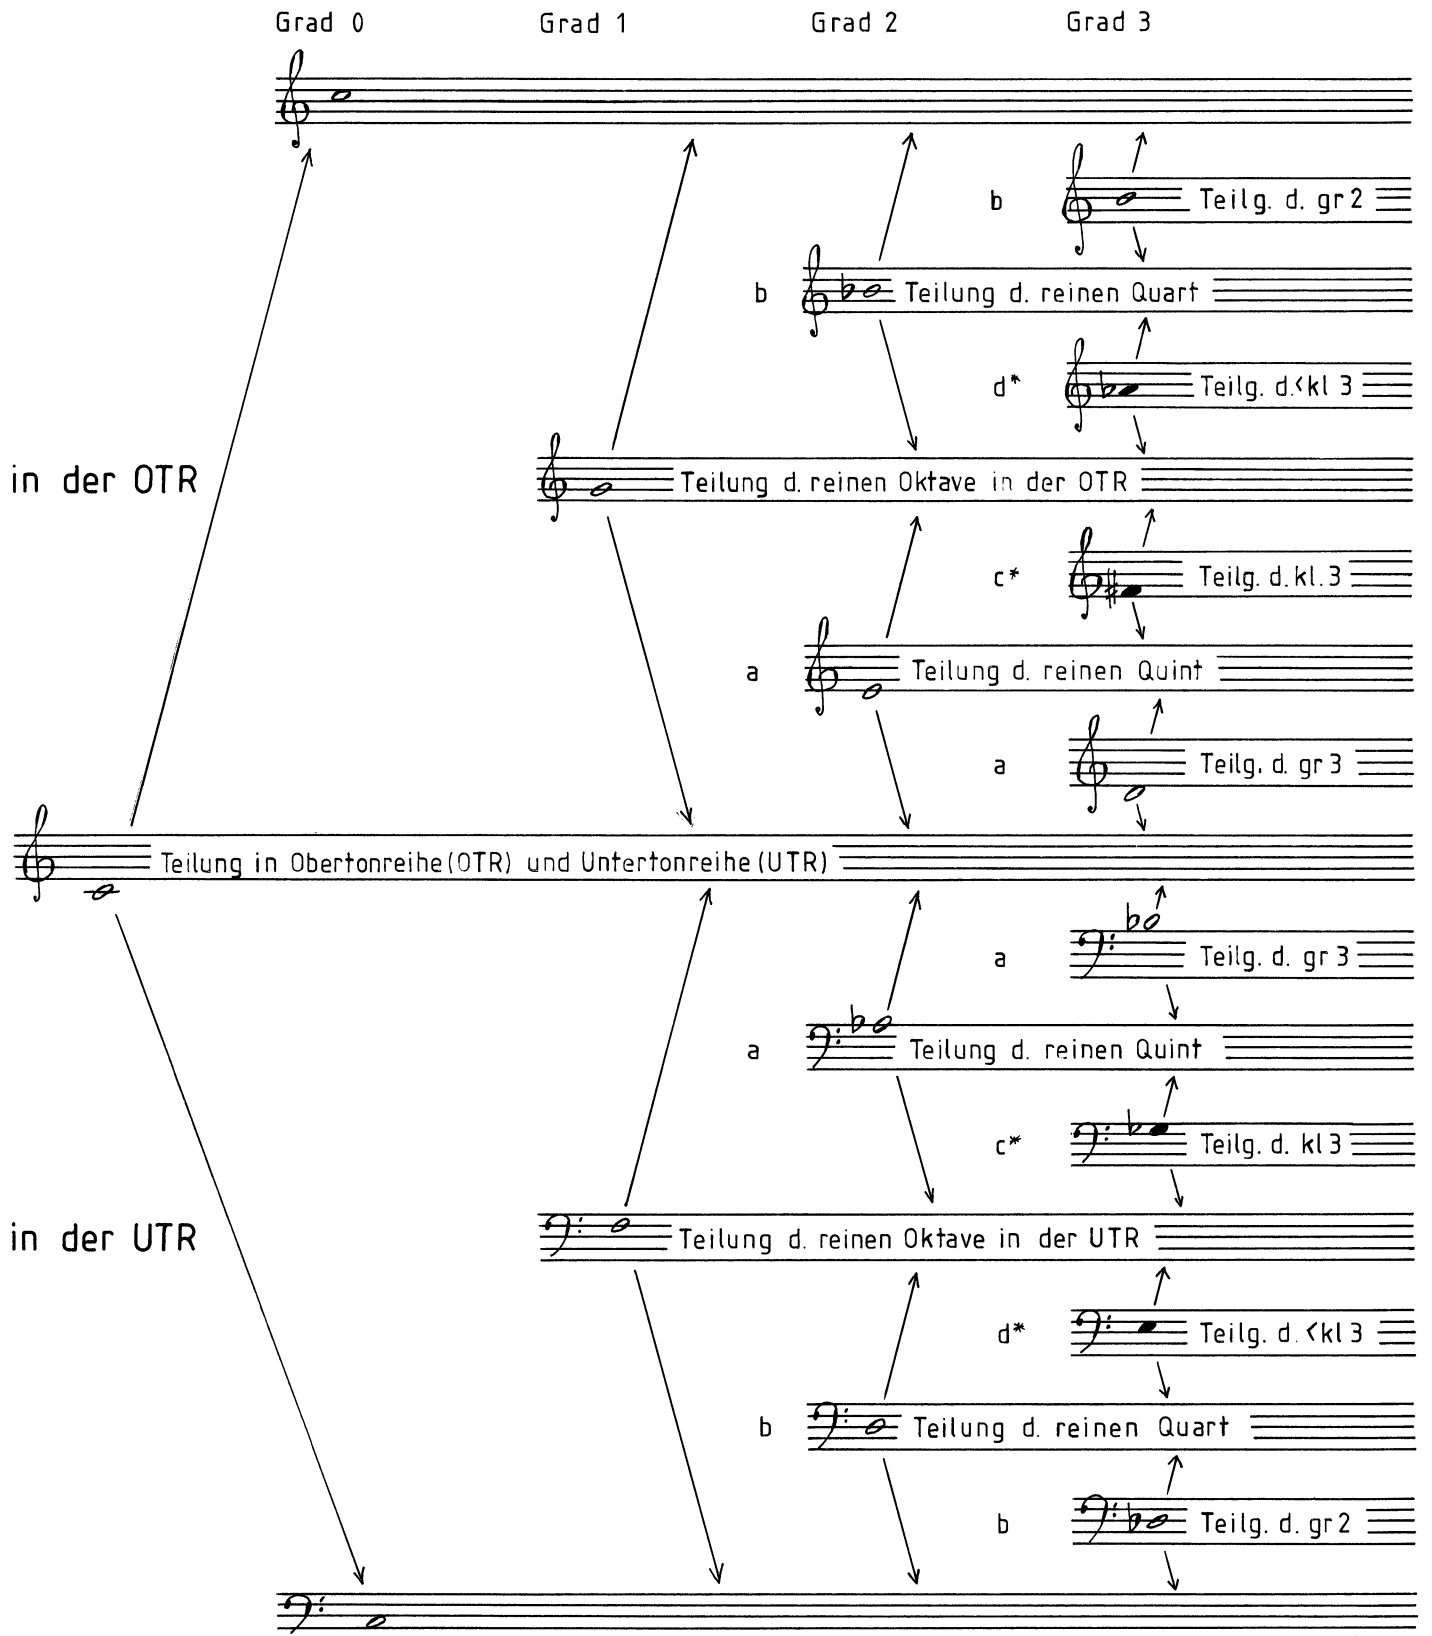 Grad 0 Grad 1 Grad 2 Grad 3
b Teilg. d. gr 2
b Teilung d. reinen Quart
d* Teilg. d.<kl 3
in der OTR Teilung d. reinen Oktave in der OTR
c* Teilg. d. kl. 3
a Teilung d. reinen Quint
a Teilg. d. gr 3
Teilung in Obertonreihe (OTR) und Untertonreihe (UTR)
a Teilg. d. gr 3
a Teilung d. reinen Quint
c* Teilg. d. kl 3
in der UTR Teilung d. reinen Oktave in der UTR
d* Teilg. d. <kl 3
b Teilung d. reinen Quart
b Teilg. d. gr 2